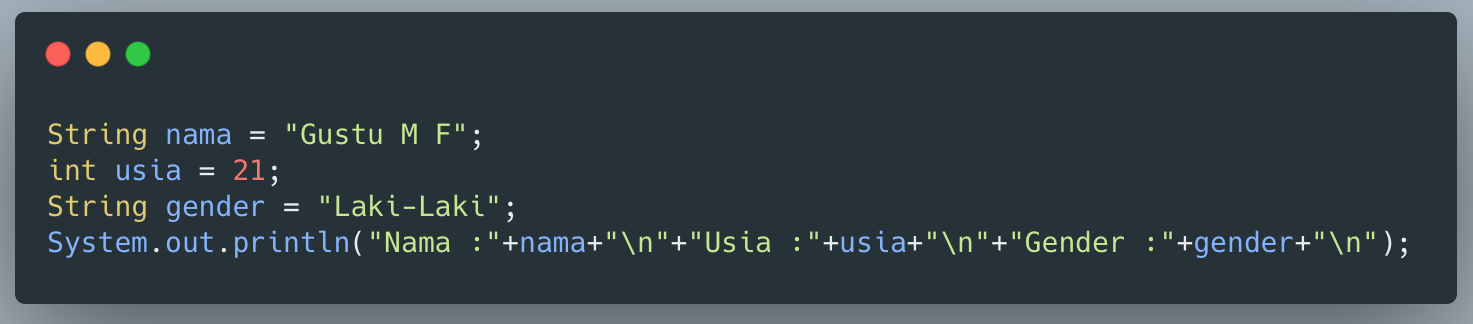 String nama = "Gustu M F";
int usia = 21;
String gender = "Laki-Laki";
System.out.println("Nama :"+nama+"\n"+"Usia :"+usia+"\n"+"Gender :"+gender+"\n");